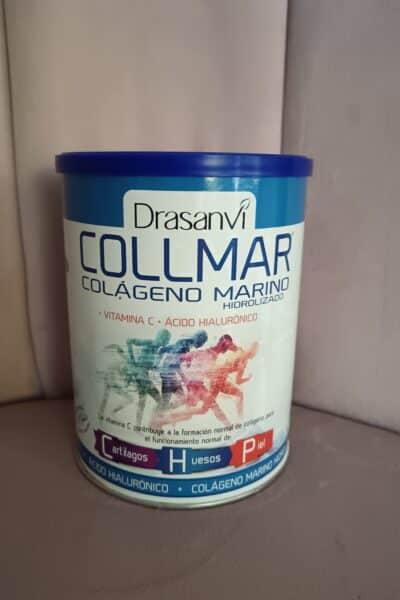 Drasanvi
COLLMAR
COLÁGENO MARINO
HIDROLIZADO
• VITAMINA C • ÁCIDO HIALURÓNICO •
La vitamina C contribuye a la formación normal de colágeno para
el funcionamiento normal de
Cartílagos Huesos Piel
ÁCIDO HIALURÓNICO • COLÁGENO MARINO